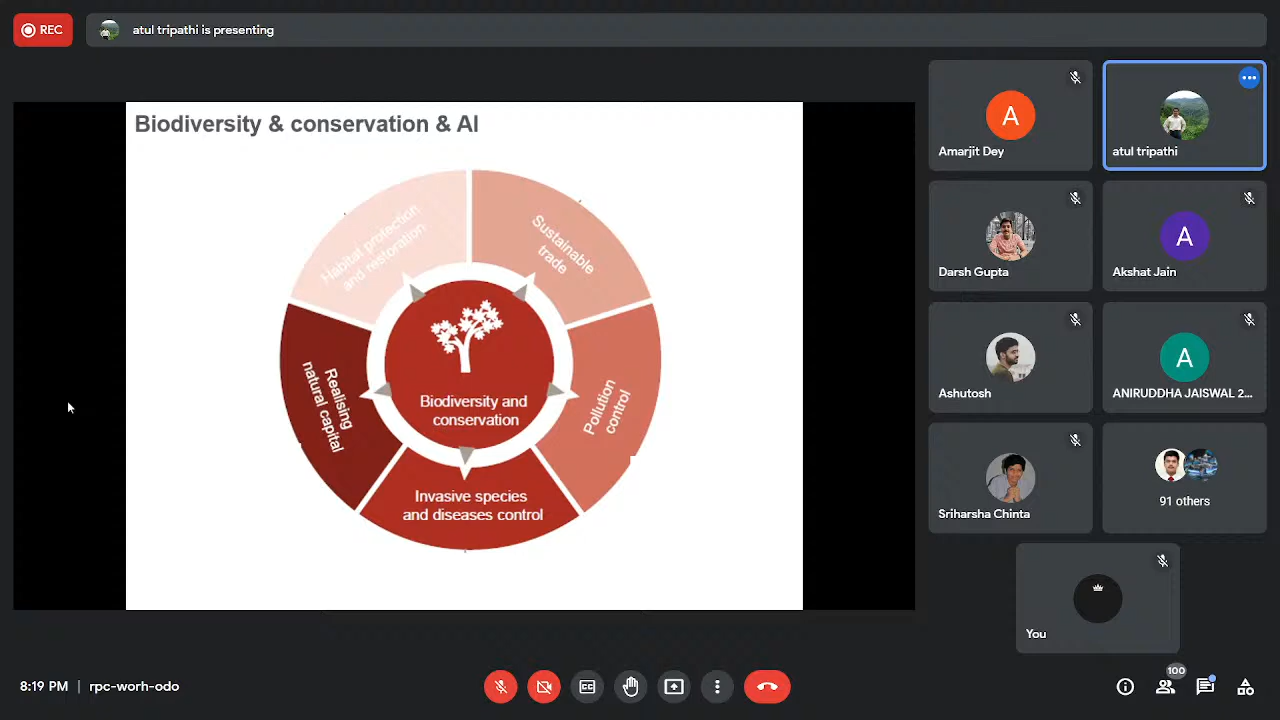 REC
atul tripathi is presenting
Biodiversity & conservation & AI
Habitat protection
and restoration
Sustainable
trade
Realising
natural capital
Biodiversity and
conservation
Pollution
control
Invasive species
and diseases control
A
Amarjit Dey
atul tripathi
Darsh Gupta
A
Akshat Jain
Ashutosh
A
ANIRUDDHA JAISWAL 2...
Sriharsha Chinta
91 others
You
8:19 PM | rpc-worh-odo
100